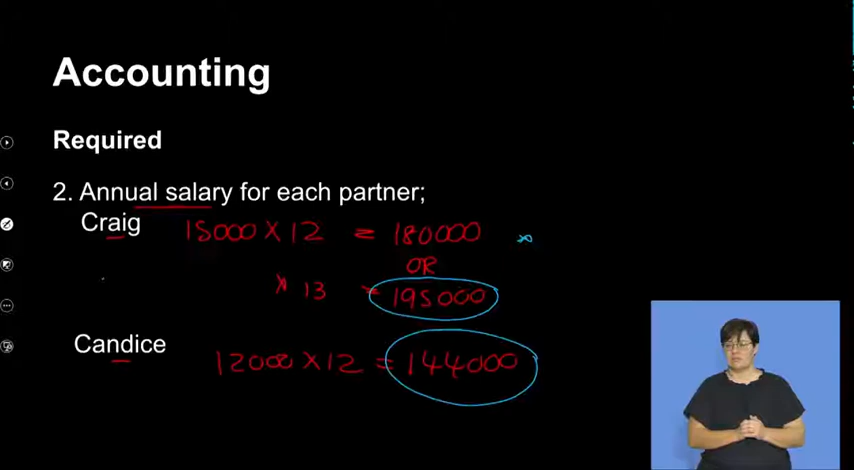 Accounting
Required
2. Annual salary for each partner;
Craig 15000 X 12 = 180000
OR
X 13 = 195000
Candice 12000 X 12 = 144000